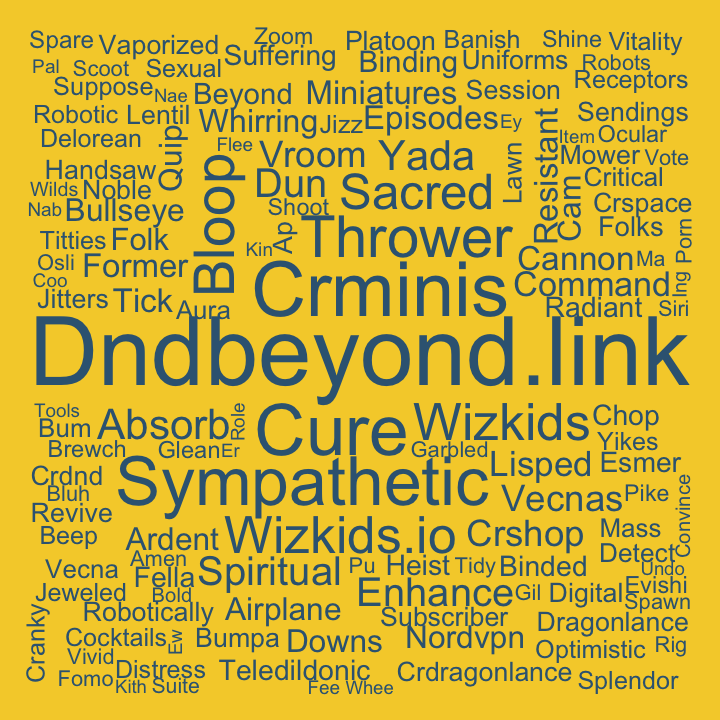 Spare
Vaporized
Zoom
Suffering
Platoon
Banish
Shine
Vitality
Pal
Scoot
Sexual
Binding
Uniforms
Robots
Suppose
Nae
Beyond
Miniatures
Session
Receptors
Robotic
Lentil
Whirring
Jizz
Episodes
Ey
Sendings
Delorean
Quip
Flee
Vroom
Yada
Lawn
Resistant
Item
Ocular
Handsaw
Mower
Vote
Wilds
Noble
Bloop
Dun
Sacred
Cam
Critical
Nab
Bullseye
Shoot
Crspace
Titties
Folk
Kin
Ap
Thrower
Folks
Osli
Former
Cannon
Ma
Ing
Porn
Coo
Crminis
Command
Jitters
Tick
Aura
Radiant
Siri
Dndbeyond.link
Tools
Bum
Absorb
Role
Cure
Wizkids
Chop
Brewch
Glean
Er
Garbled
Yikes
Crdnd
Sympathetic
Lisped
Esmer
Bluh
Vecnas
Pike
Convince
Revive
Beep
Ardent
Wizkids.io
Crshop
Mass
Amen
Detect
Vecna
Fella
Spiritual
Pu
Heist
Tidy
Binded
Undo
Jeweled
Bold
Enhance
Gil
Digital
Evishi
Spawn
Cranky
Robotically
Airplane
Subscriber
Dragonlance
Cocktails
Ew
Bumpa
Downs
Nordvpn
Optimistic
Rig
Vivid
Distress
Teledildonic
Crdragonlance
Fomo
Kith
Suite
Fee
Whee
Splendor